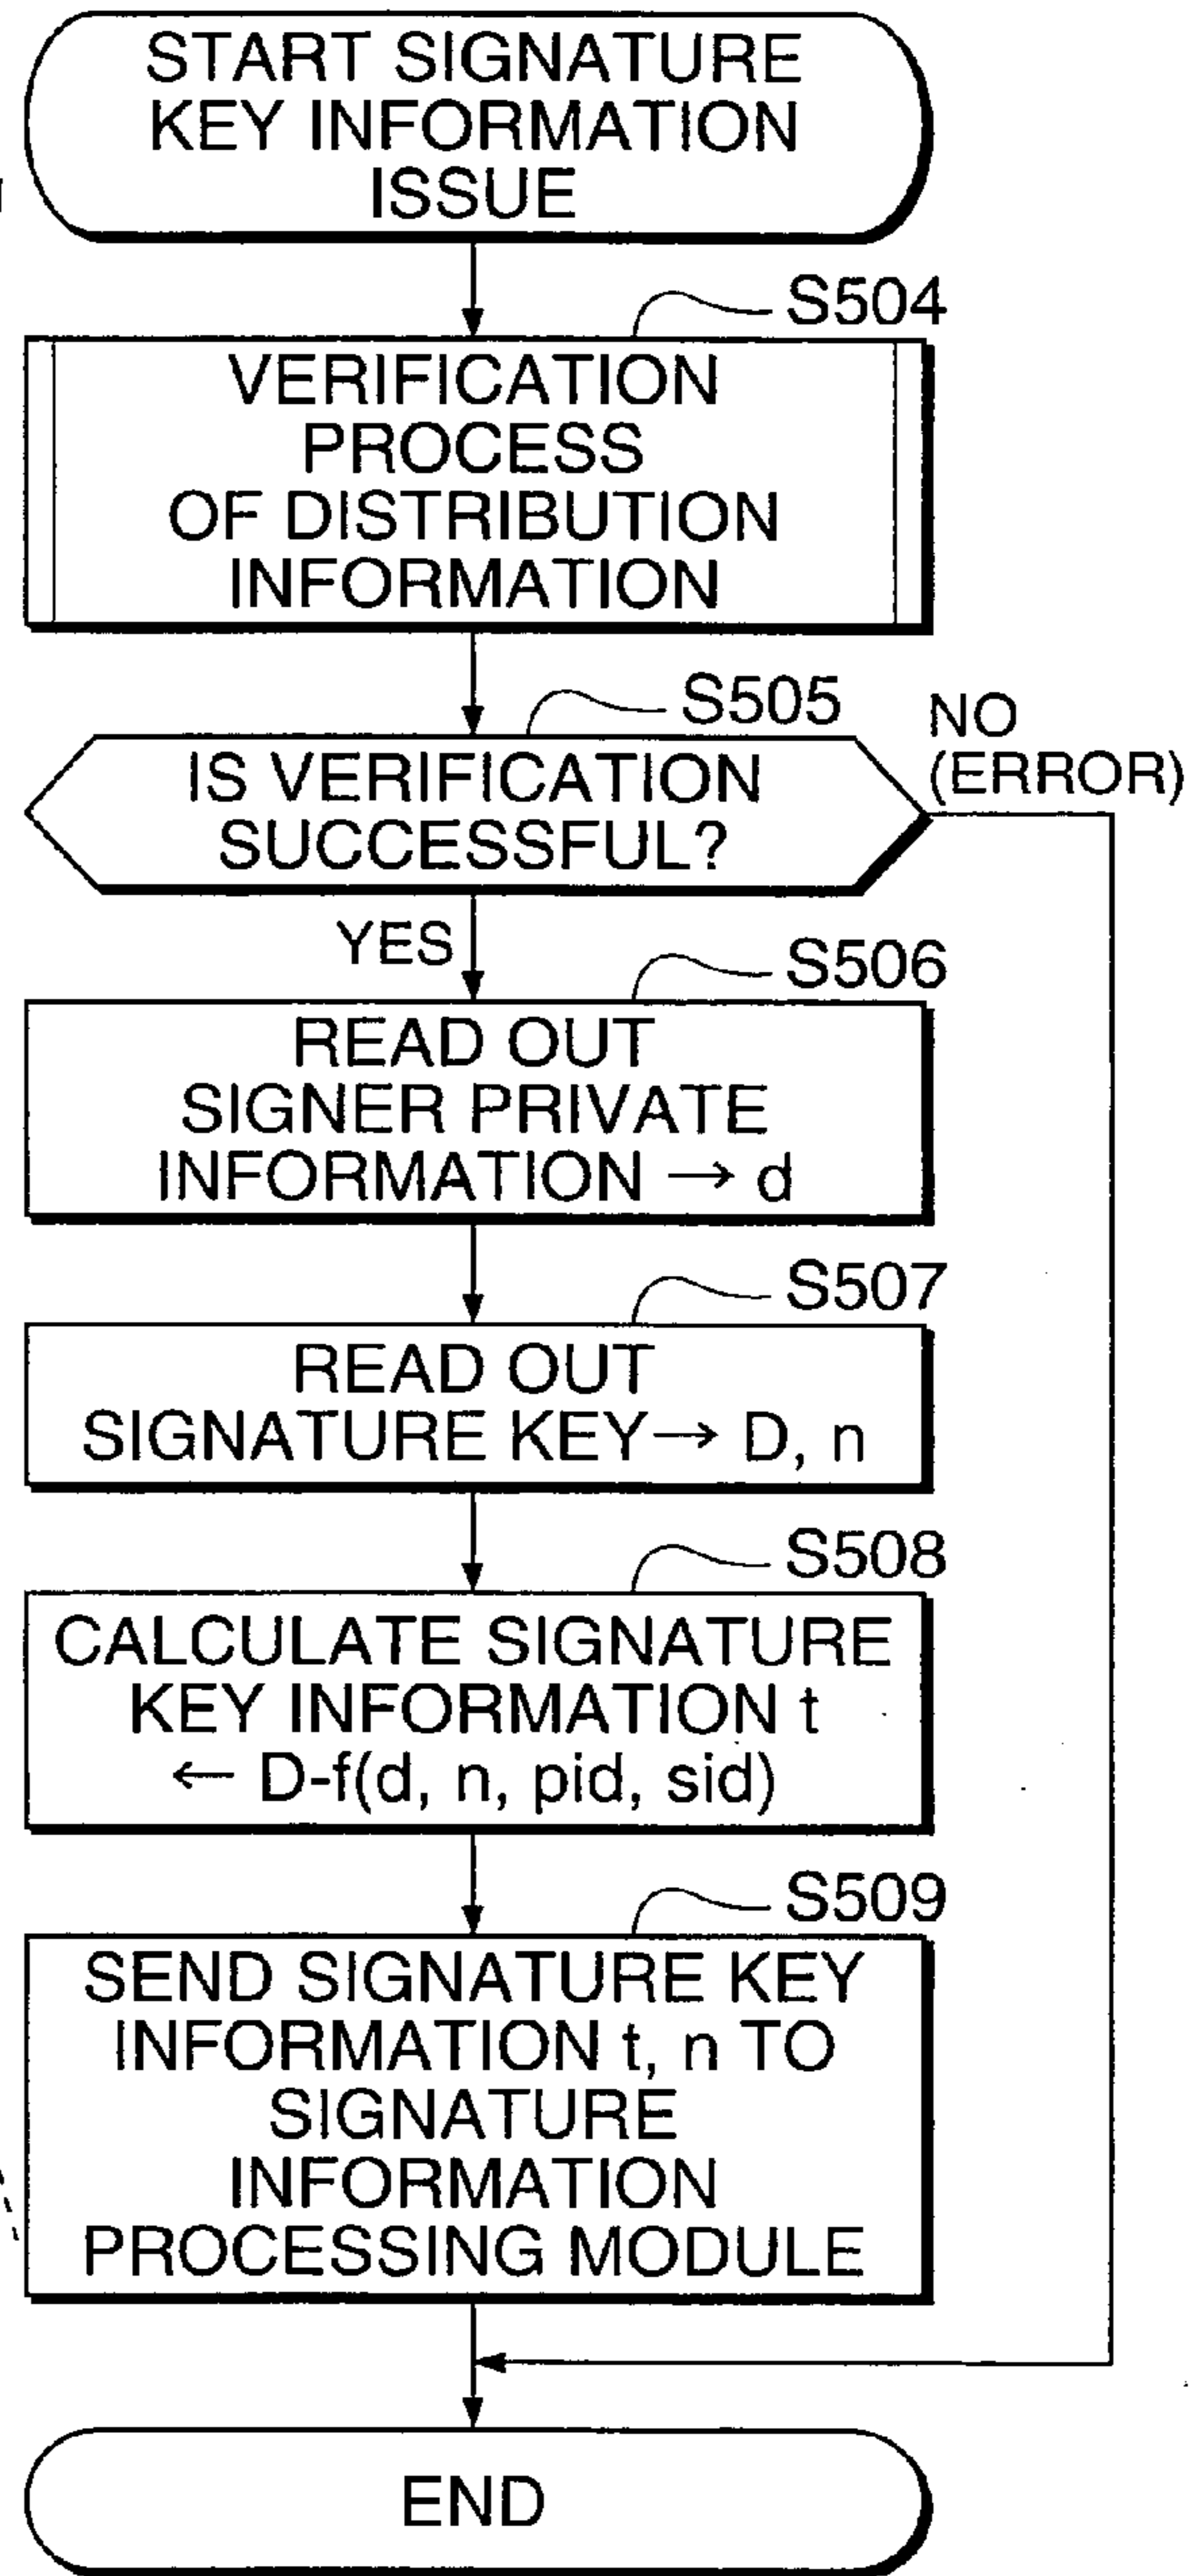 START SIGNATURE
KEY INFORMATION
ISSUE
S504
VERIFICATION
PROCESS
OF DISTRIBUTION
INFORMATION
S505
NO
(ERROR)
IS VERIFICATION
SUCCESSFUL?
YES
S506
READ OUT
SIGNER PRIVATE
INFORMATION → d
S507
READ OUT
SIGNATURE KEY→ D, n
S508
CALCULATE SIGNATURE
KEY INFORMATION t
← D-f(d, n, pid, sid)
S509
SEND SIGNATURE KEY
INFORMATION t, n TO
SIGNATURE
INFORMATION
PROCESSING MODULE
END